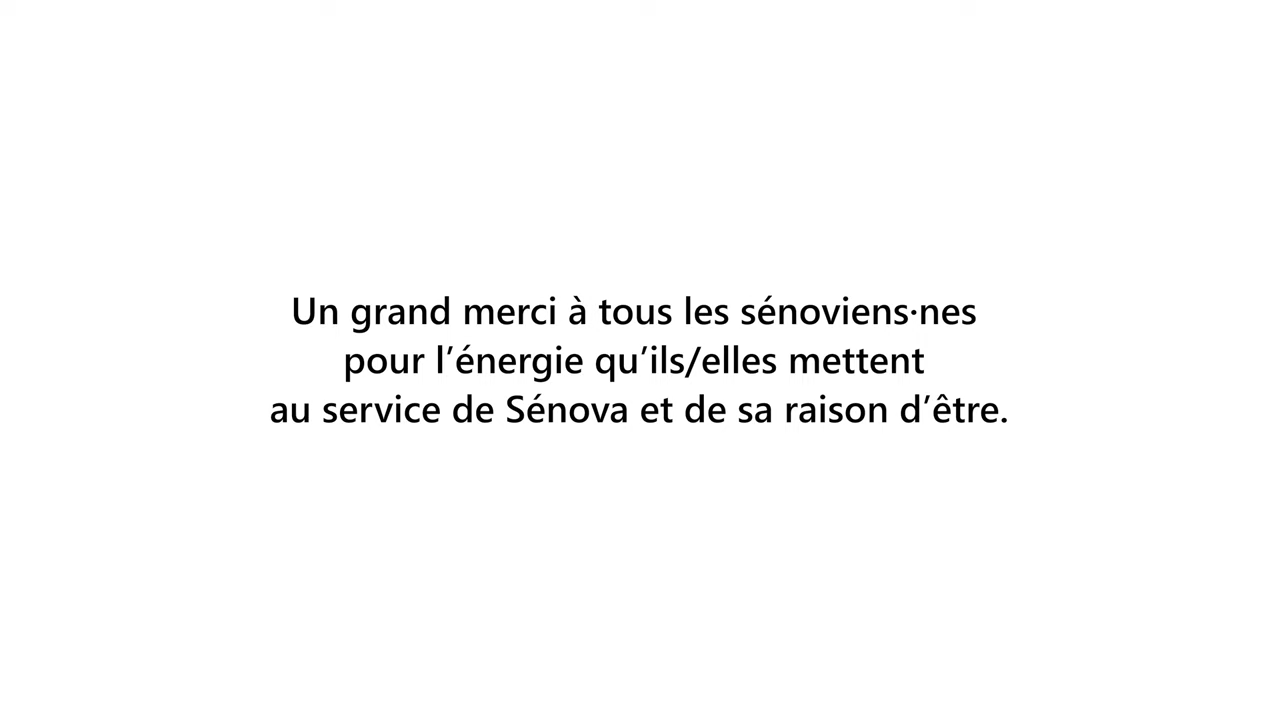 Un grand merci à tous les sénoviens·nes
pour l’énergie qu’ils/elles mettent
au service de Sénova et de sa raison d’être.